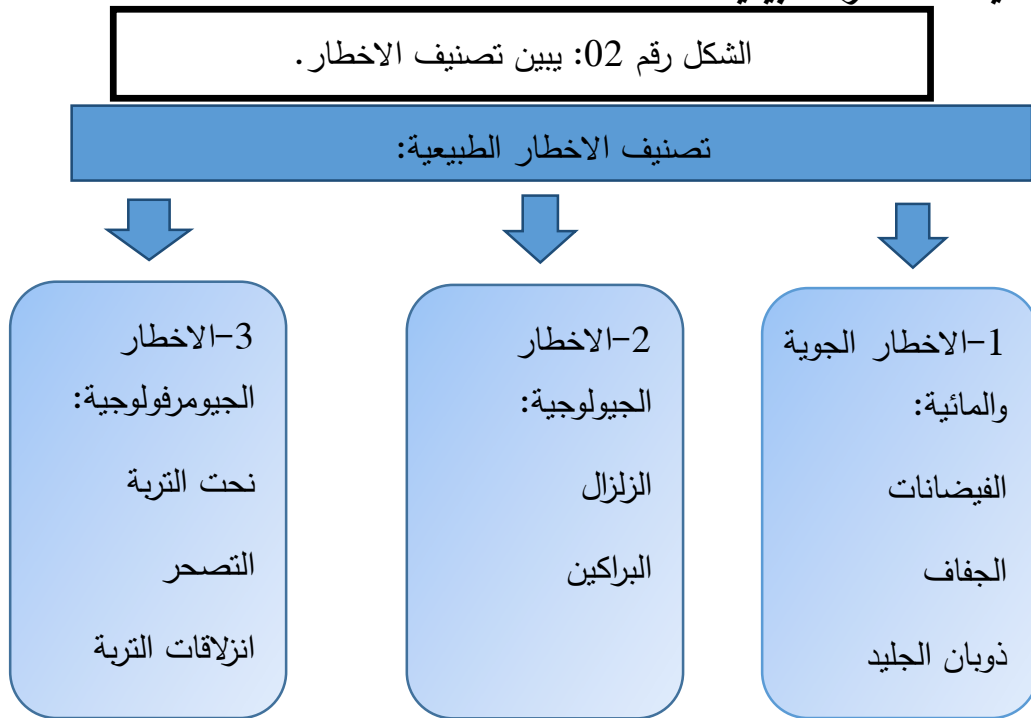 الشكل رقم 02: يبين تصنيف الاخطار.
تصنيف الاخطار الطبيعية:
1-الاخطار الجوية
والمائية:
الفيضانات
الجفاف
ذوبان الجليد
2-الاخطار
الجيولوجية:
الزلزال
البراكين
3-الاخطار
الجيومرفولوجية:
نحت التربة
التصحر
انزلاقات التربة